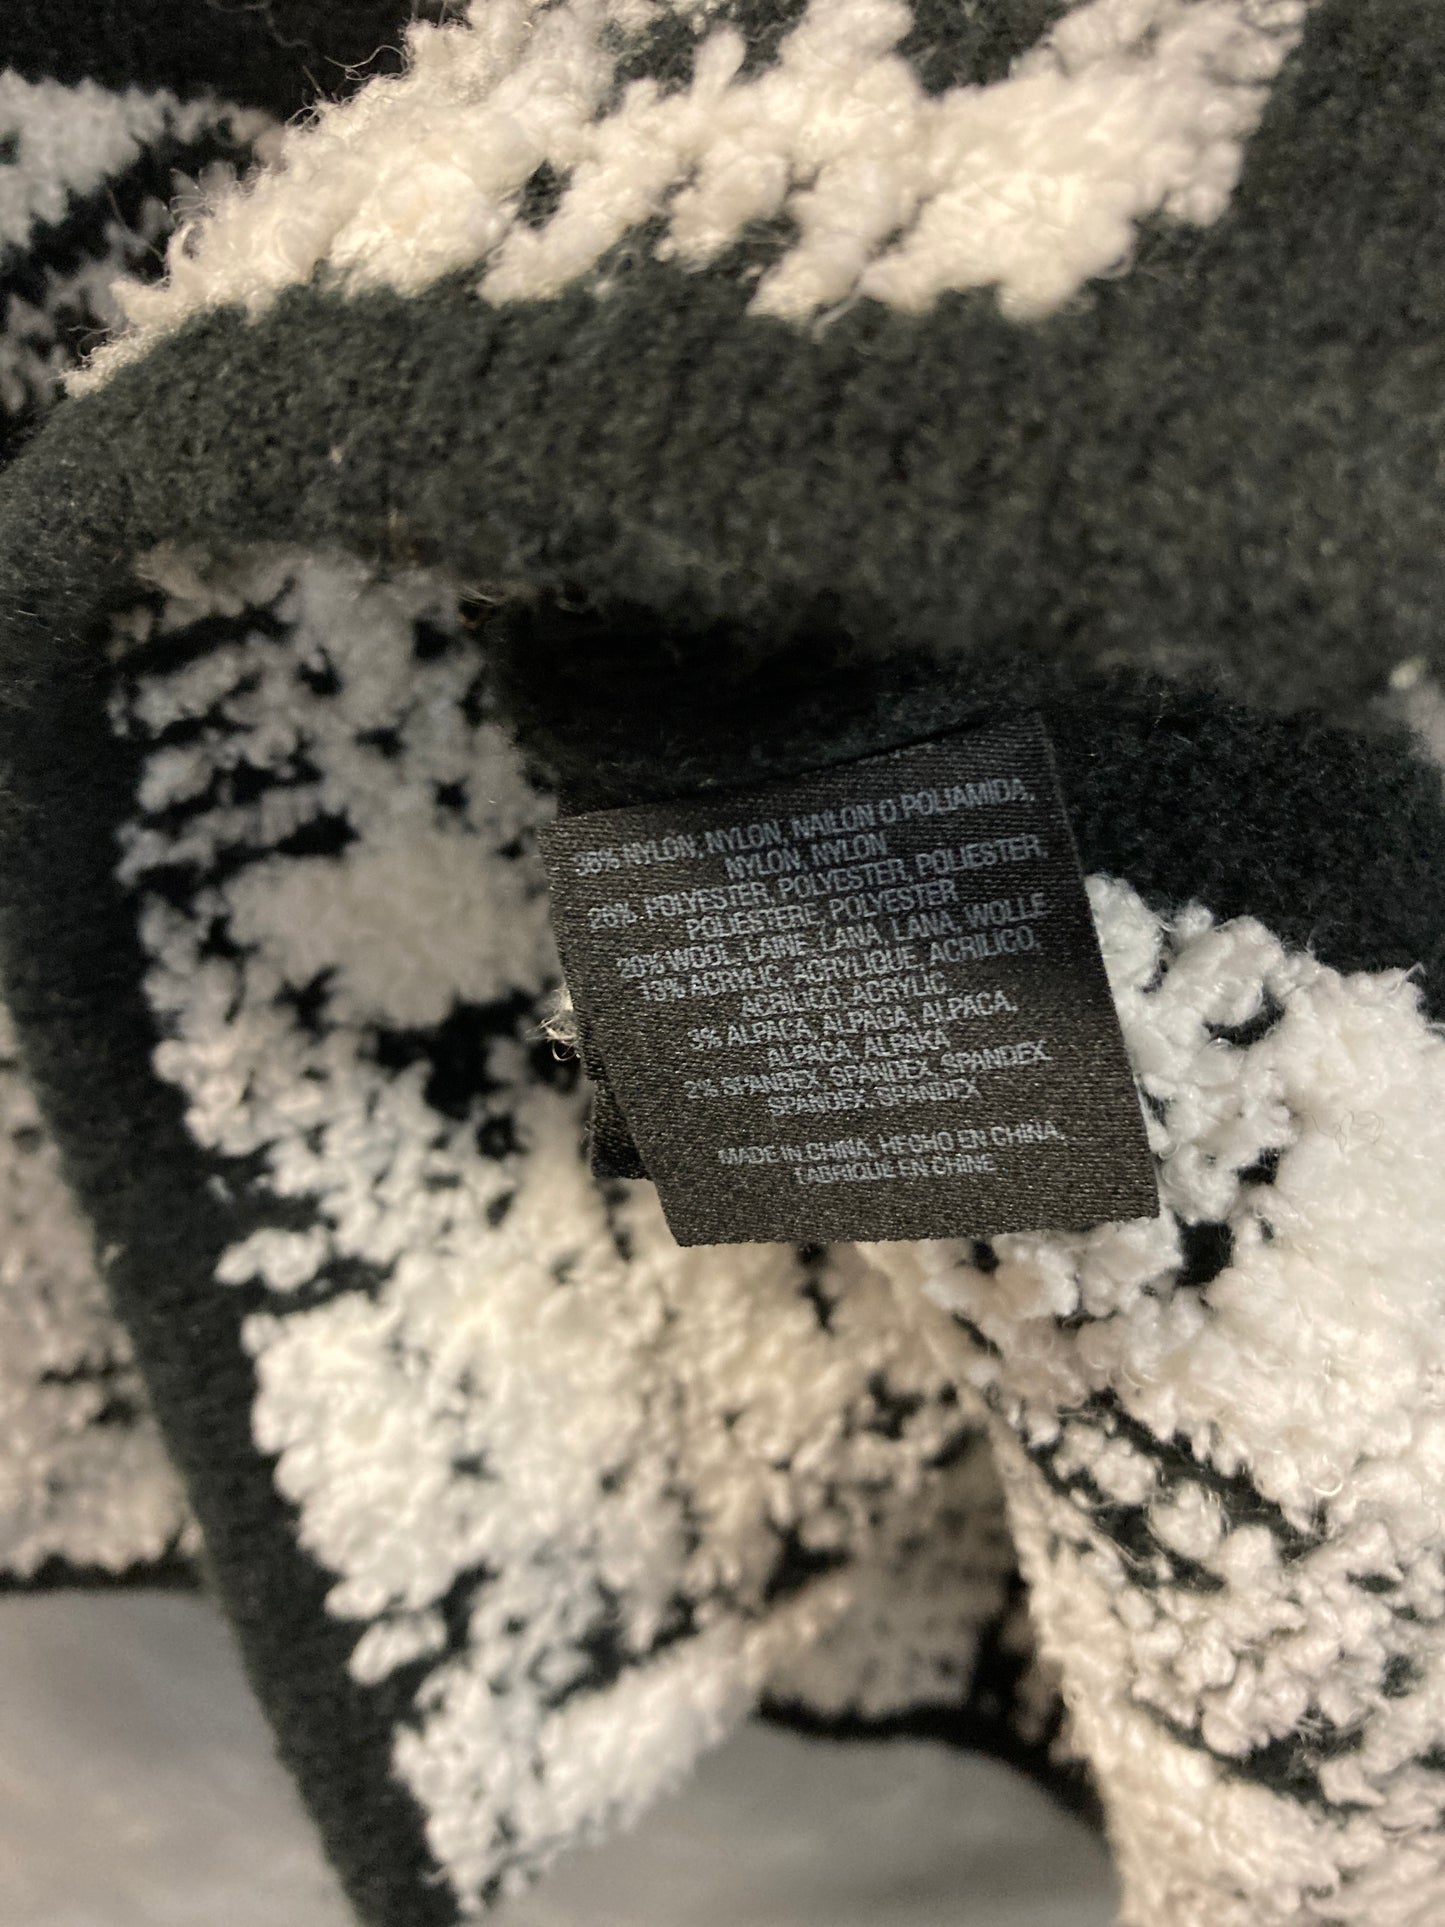 36% NYLON, NYLON, NAILON O POLIAMIDA,
NYLON, NYLON
26% POLYESTER, POLYESTER, POLIESTER,
POLIESTERE, POLYESTER
20% WOOL, LAINE, LANA, LANA, WOLLE
13% ACRYLIC, ACRYLIQUE, ACRILICO,
ACRILICO, ACRYLIC
3% ALPACA, ALPAGA, ALPACA,
ALPACA, ALPAKA
2% SPANDEX, SPANDEX, SPANDEX
SPANDEX, SPANDEX
MADE IN CHINA, HECHO EN CHINA,
FABRIQUE EN CHINE